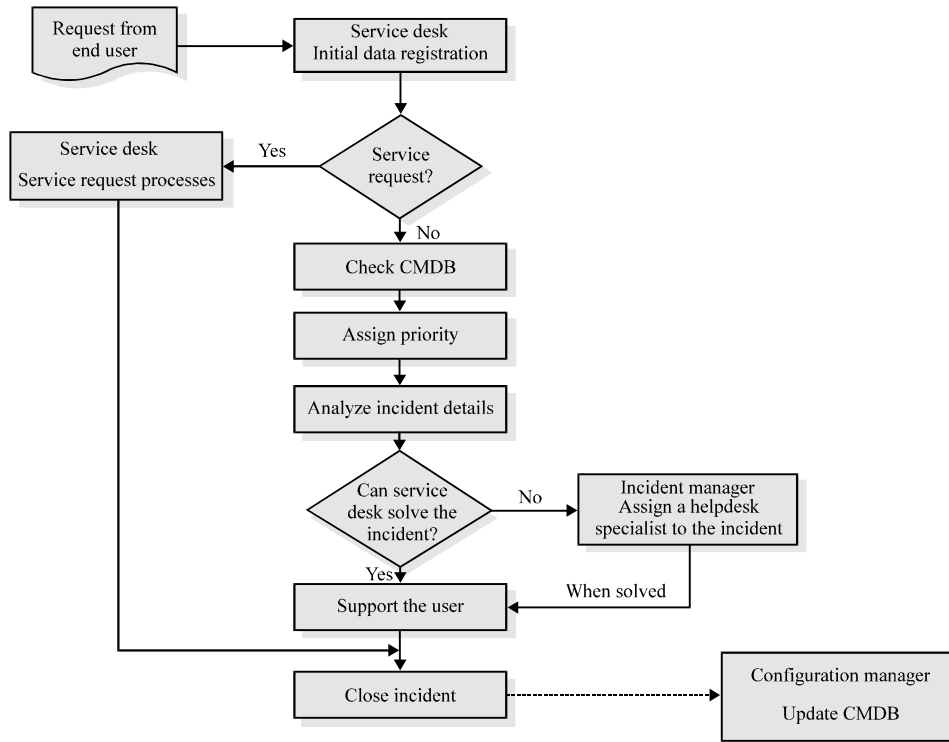 Request from
end user
Service desk
Initial data registration
Service desk
Service request processes
Yes
Service
request?
No
Check CMDB
Assign priority
Analyze incident details
Can service
desk solve the
incident?
No
Incident manager
Assign a helpdesk
specialist to the incident
Yes
When solved
Support the user
Close incident
Configuration manager
Update CMDB